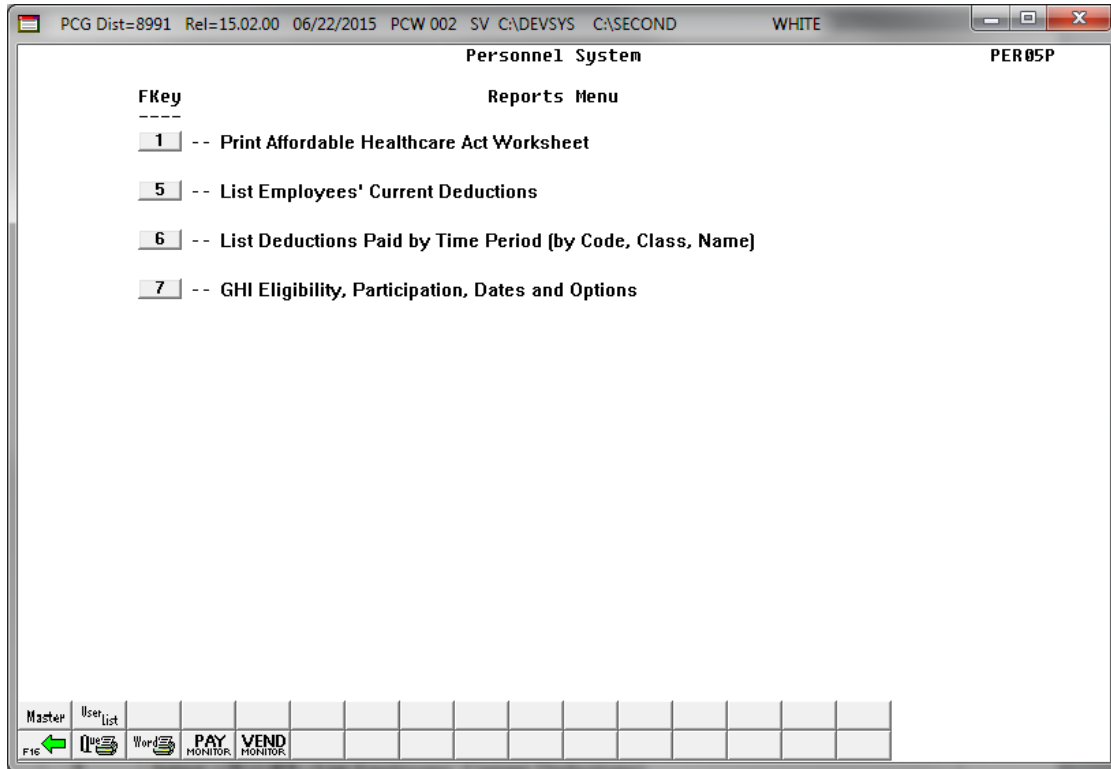 PCG Dist=8991 Rel=15.02.00 06/22/2015 PCW 002 SV C:\DEVSYS C:\SECOND WHITE
Personnel System PER05P
FKey Reports Menu
----
1 -- Print Affordable Healthcare Act Worksheet
5 -- List Employees' Current Deductions
6 -- List Deductions Paid by Time Period (by Code, Class, Name)
7 -- GHI Eligibility, Participation, Dates and Options
Master User List
F16 Que Word PAY MONITOR VEND MONITOR